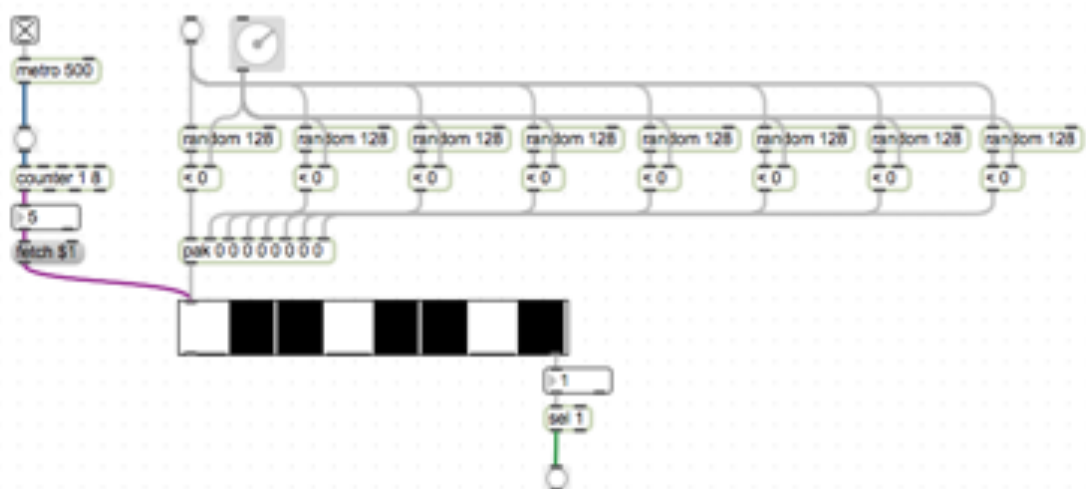 metro 500
random 128 random 128 random 128 random 128 random 128 random 128 random 128 random 128
counter 1 8
< 0 < 0 < 0 < 0 < 0 < 0 < 0 < 0
5
fetch $1
pak 0 0 0 0 0 0 0 0
1
sel 1